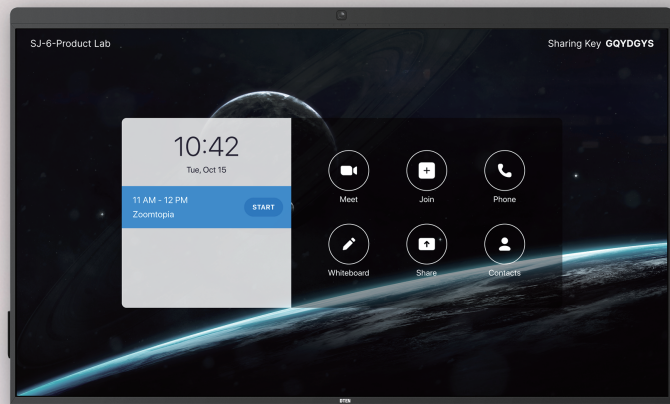 SJ-6-Product Lab
Sharing Key GQYDGYS
10:42
Tue, Oct 15
11 AM - 12 PM
Zoomtopia
START
Meet
Join
Phone
Whiteboard
Share
Contacts
DTEN